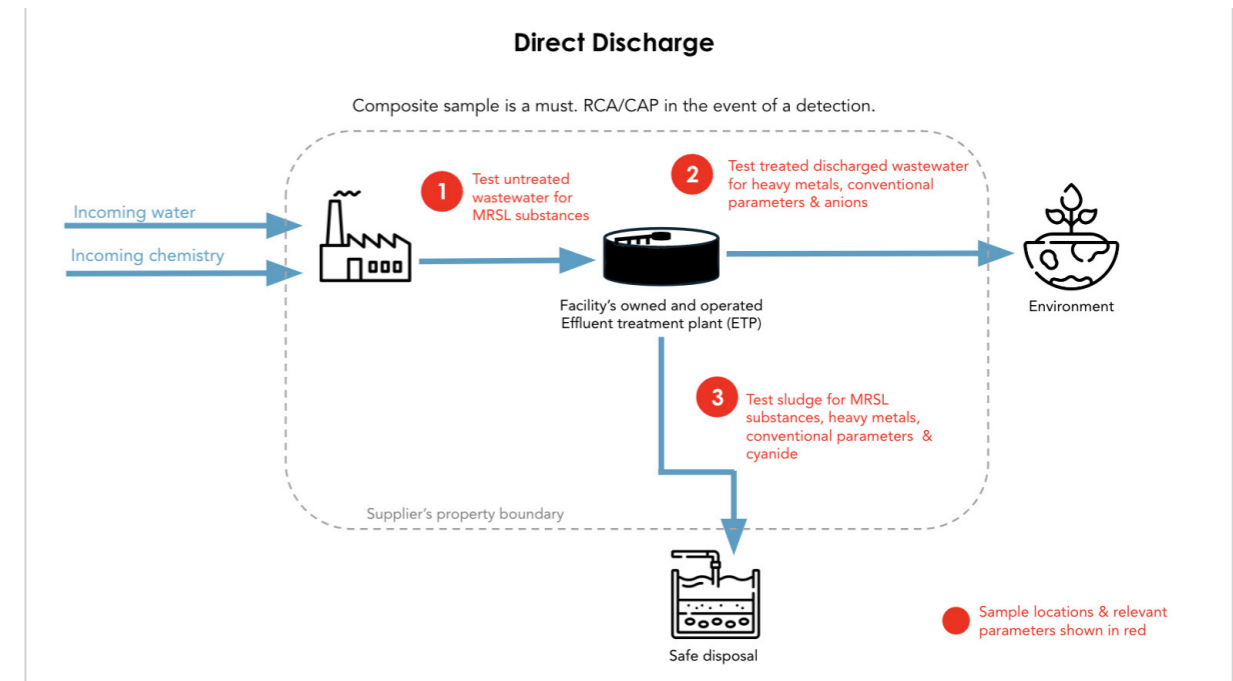 Direct Discharge
Composite sample is a must. RCA/CAP in the event of a detection.
Incoming water
Incoming chemistry
1
Test untreated
wastewater for
MRSL substances
2
Test treated discharged wastewater
for heavy metals, conventional
parameters & anions
Facility's owned and operated
Effluent treatment plant (ETP)
Environment
3
Test sludge for MRSL
substances, heavy metals,
conventional parameters &
cyanide
Supplier's property boundary
Safe disposal
Sample locations & relevant
parameters shown in red